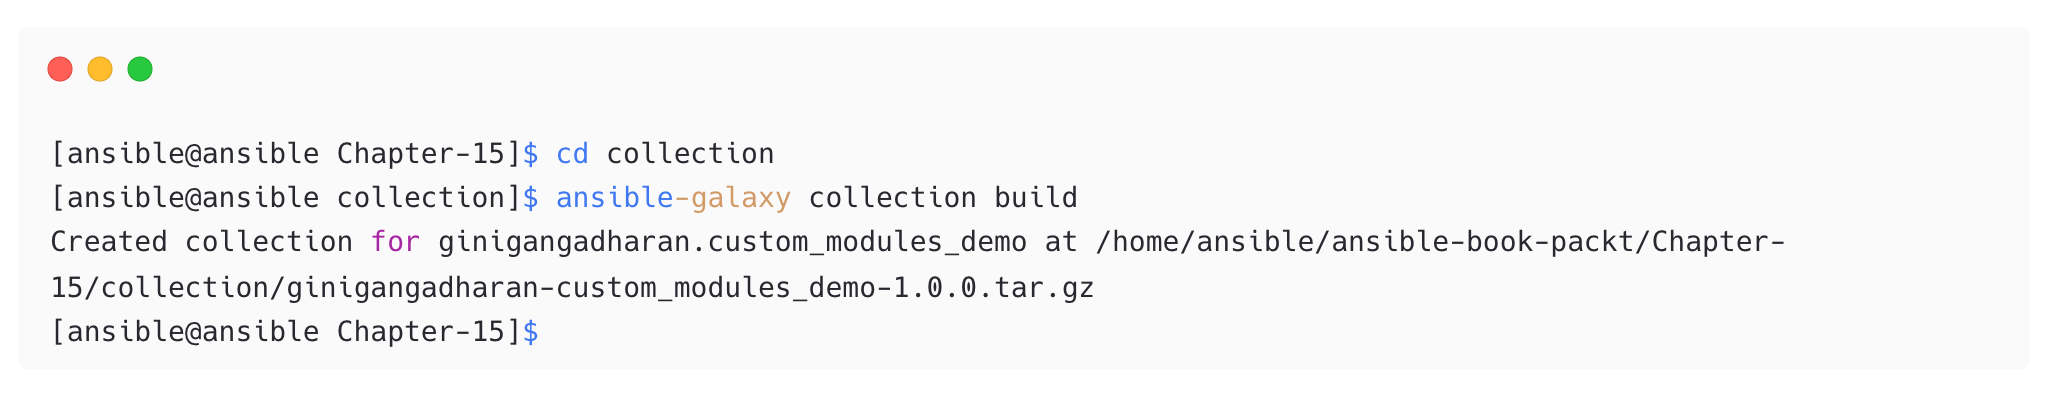 [ansible@ansible Chapter-15]$ cd collection
[ansible@ansible collection]$ ansible-galaxy collection build
Created collection for ginigangadharan.custom_modules_demo at /home/ansible/ansible-book-packt/Chapter-
15/collection/ginigangadharan-custom_modules_demo-1.0.0.tar.gz
[ansible@ansible Chapter-15]$